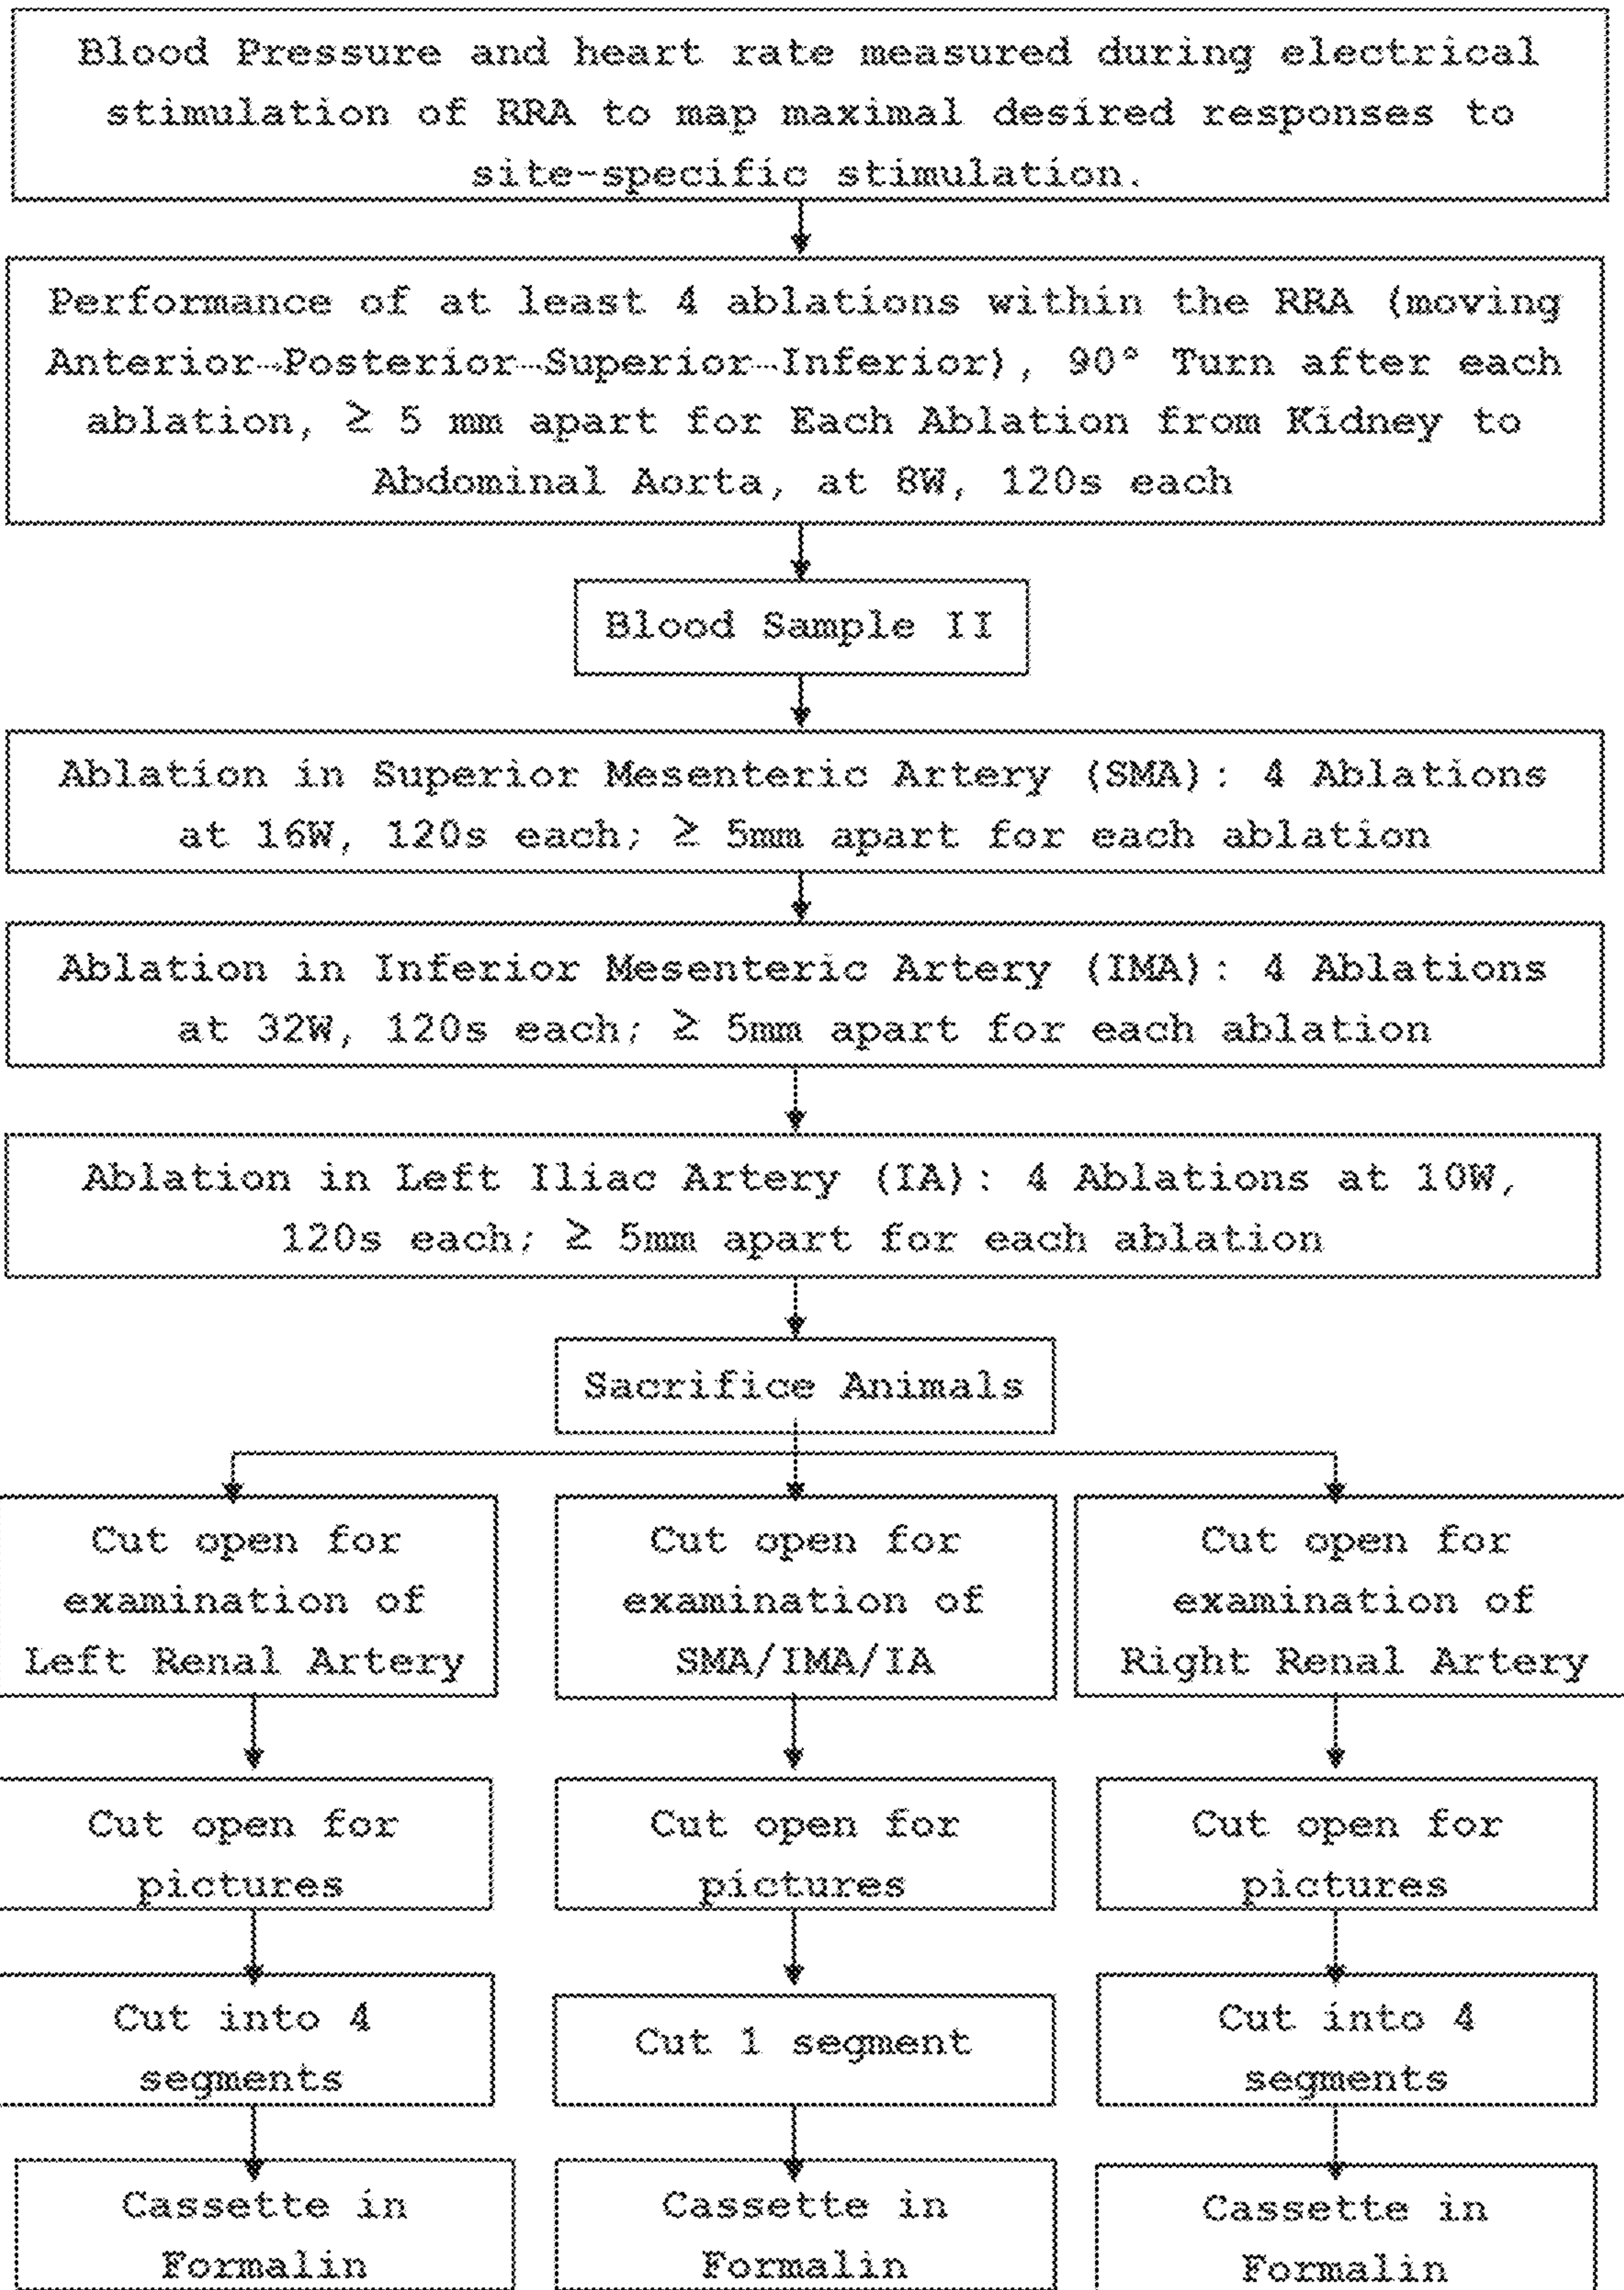 Blood Pressure and heart rate measured during electrical
stimulation of RRA to map maximal desired responses to
site-specific stimulation.
Performance of at least 4 ablations within the RRA (moving
Anterior→Posterior→Superior→Inferior), 90° Turn after each
ablation, ≥ 5 mm apart for Each Ablation from Kidney to
Abdominal Aorta, at 8W, 120s each
Blood Sample II
Ablation in Superior Mesenteric Artery (SMA): 4 Ablations
at 16W, 120s each; ≥ 5mm apart for each ablation
Ablation in Inferior Mesenteric Artery (IMA): 4 Ablations
at 32W, 120s each; ≥ 5mm apart for each ablation
Ablation in Left Iliac Artery (IA): 4 Ablations at 10W,
120s each; ≥ 5mm apart for each ablation
Sacrifice Animals
Cut open for
examination of
Left Renal Artery
Cut open for
examination of
SMA/IMA/IA
Cut open for
examination of
Right Renal Artery
Cut open for
pictures
Cut open for
pictures
Cut open for
pictures
Cut into 4
segments
Cut 1 segment
Cut into 4
segments
Cassette in
Formalin
Cassette in
Formalin
Cassette in
Formalin